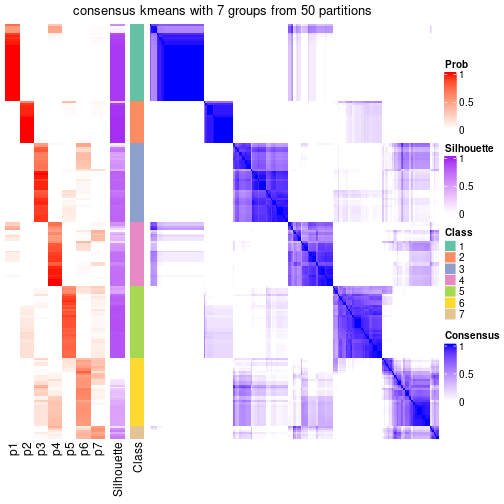 consensus kmeans with 7 groups from 50 partitions
Prob
1
0.5
0
Silhouette
1
0.5
0
Class
1
2
3
4
5
6
7
Consensus
1
0.5
0
p1
p2
p3
p4
p5
p6
p7
Silhouette
Class